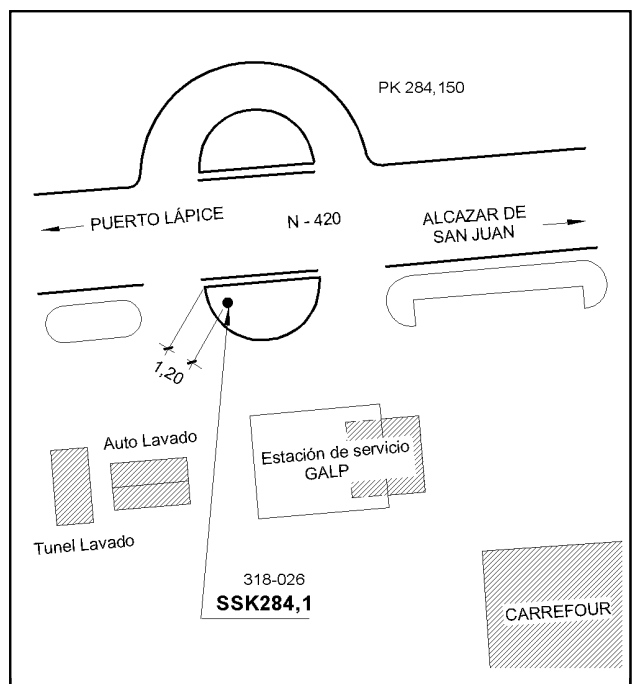 PK 284,150
PUERTO LÁPICE
N - 420
ALCAZAR DE
SAN JUAN
1,20
Auto Lavado
Estación de servicio
GALP
Tunel Lavado
318-026
SSK284,1
CARREFOUR